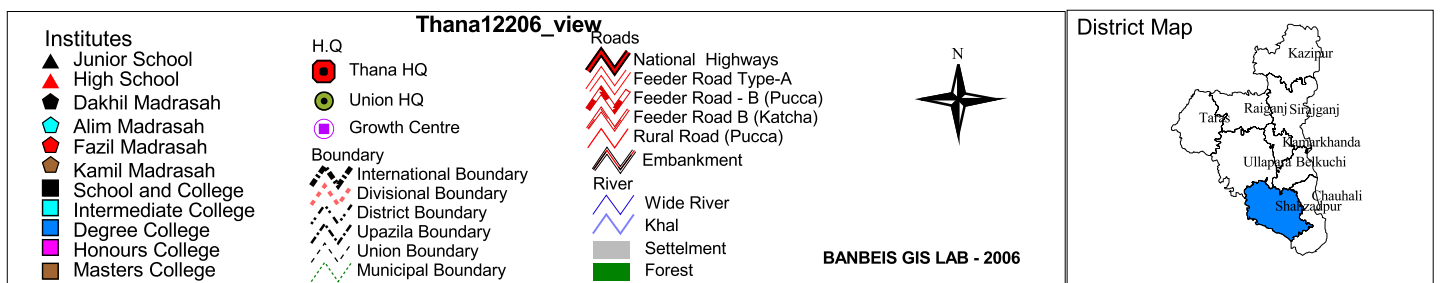 Thana12206_view
Institutes
Junior School
High School
Dakhil Madrasah
Alim Madrasah
Fazil Madrasah
Kamil Madrasah
School and College
Intermediate College
Degree College
Honours College
Masters College
H.Q
Thana HQ
Union HQ
Growth Centre
Boundary
International Boundary
Divisional Boundary
District Boundary
Upazila Boundary
Union Boundary
Municipal Boundary
Roads
National Highways
Feeder Road Type-A
Feeder Road - B (Pucca)
Feeder Road B (Katcha)
Rural Road (Pucca)
Embankment
River
Wide River
Khal
Settelment
Forest
N
BANBEIS GIS LAB - 2006
District Map
Kazipur
Raiganj Sirajganj
Taras
Kamarkhanda
Ullapara Belkuchi
Chauhali
Shahzadpur